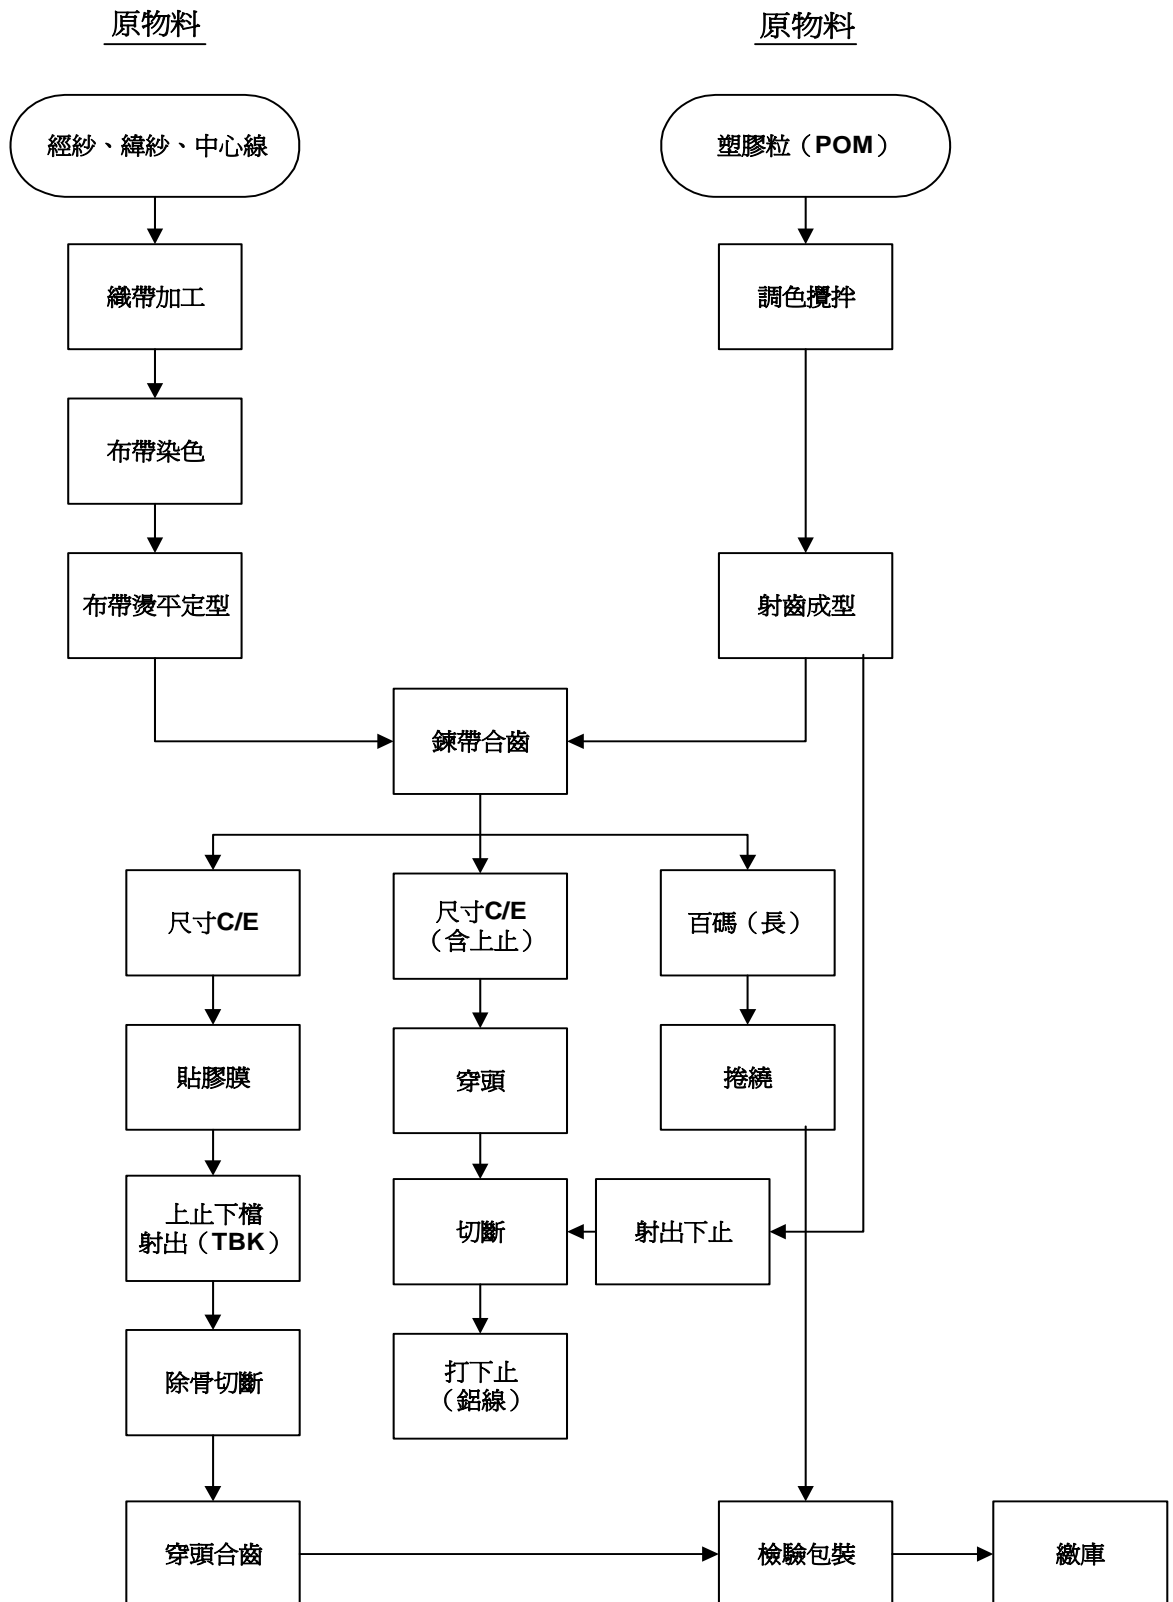 原物料
原物料
經紗、緯紗、中心線
塑膠粒（POM）
織帶加工
調色攪拌
布帶染色
布帶燙平定型
射齒成型
鍊帶合齒
尺寸C/E
尺寸C/E
（含上止）
百碼（長）
貼膠膜
穿頭
捲繞
上止下檔
射出（TBK）
切斷
射出下止
除骨切斷
打下止
（鋁線）
穿頭合齒
檢驗包裝
繳庫